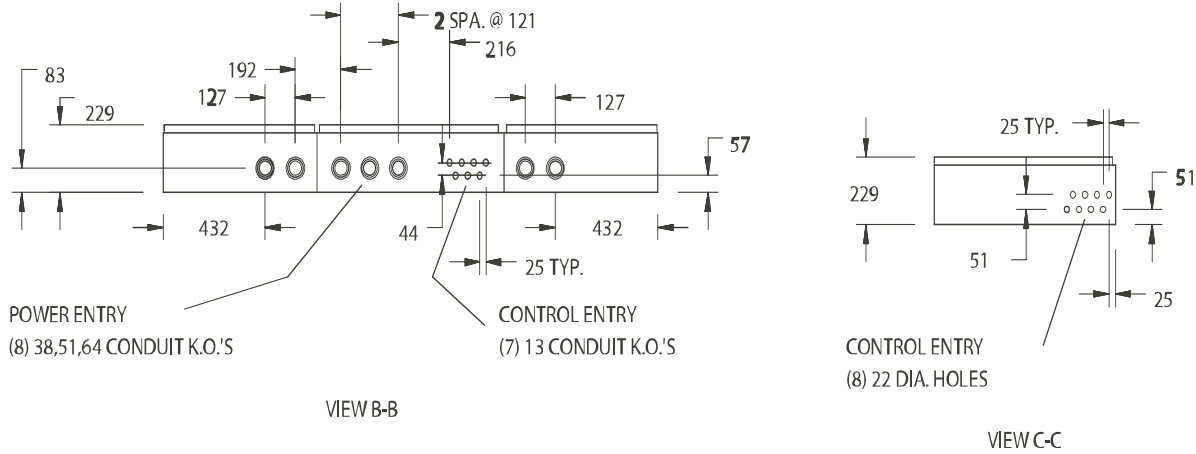 2 SPA. @ 121
216
83
192
127
127
229
57
432
44
432
25 TYP.
POWER ENTRY
(8) 38,51,64 CONDUIT K.O.'S
CONTROL ENTRY
(7) 13 CONDUIT K.O.'S
VIEW B-B
25 TYP.
51
229
51
25
CONTROL ENTRY
(8) 22 DIA. HOLES
VIEW C-C